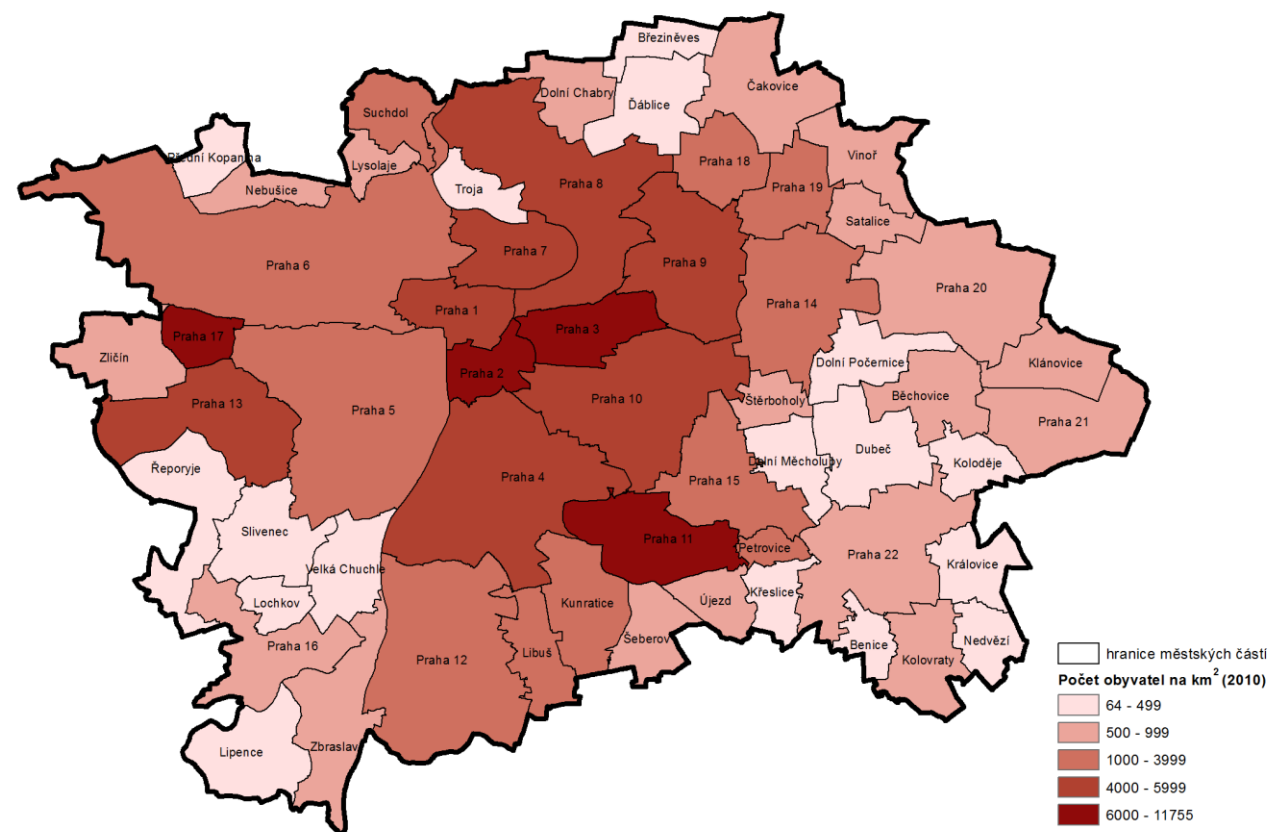 Březiněves
Dolní Chabry
Ďáblice
Čakovice
Suchdol
Přední Kopanina
Lysolaje
Nebušice
Troja
Praha 8
Praha 18
Praha 19
Vinoř
Satalice
Praha 6
Praha 7
Praha 9
Praha 20
Praha 1
Praha 14
Praha 3
Praha 17
Zličín
Praha 2
Dolní Počernice
Klánovice
Praha 13
Praha 5
Praha 10
Štěrboholy
Běchovice
Praha 21
Řeporyje
Dolní Měcholupy
Dubeč
Koloděje
Praha 4
Praha 15
Slivenec
Praha 11
Petrovice
Praha 22
Velká Chuchle
Královice
Lochkov
Kunratice
Újezd
Křeslice
Praha 16
Praha 12
Libuš
Šeberov
Benice
Kolovraty
Nedvězí
Lipence
Zbraslav
hranice městských částí
Počet obyvatel na km² (2010)
64 - 499
500 - 999
1000 - 3999
4000 - 5999
6000 - 11755